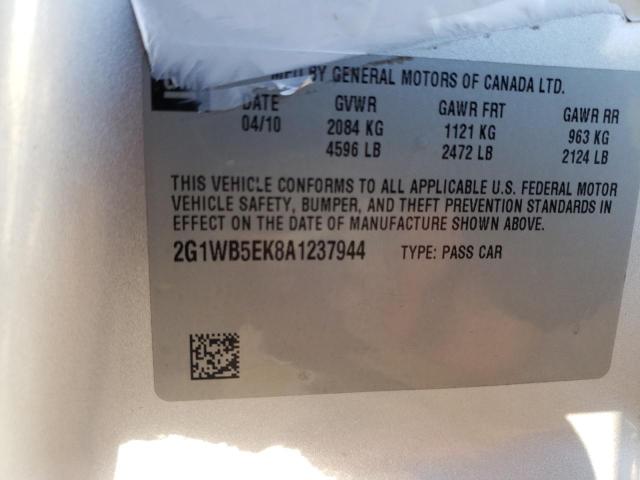 MFD BY GENERAL MOTORS OF CANADA LTD.
DATE GVWR GAWR FRT GAWR RR
04/10 2084 KG 1121 KG 963 KG
4596 LB 2472 LB 2124 LB
THIS VEHICLE CONFORMS TO ALL APPLICABLE U.S. FEDERAL MOTOR
VEHICLE SAFETY, BUMPER, AND THEFT PREVENTION STANDARDS IN
EFFECT ON THE DATE OF MANUFACTURE SHOWN ABOVE.
2G1WB5EK8A1237944 TYPE: PASS CAR